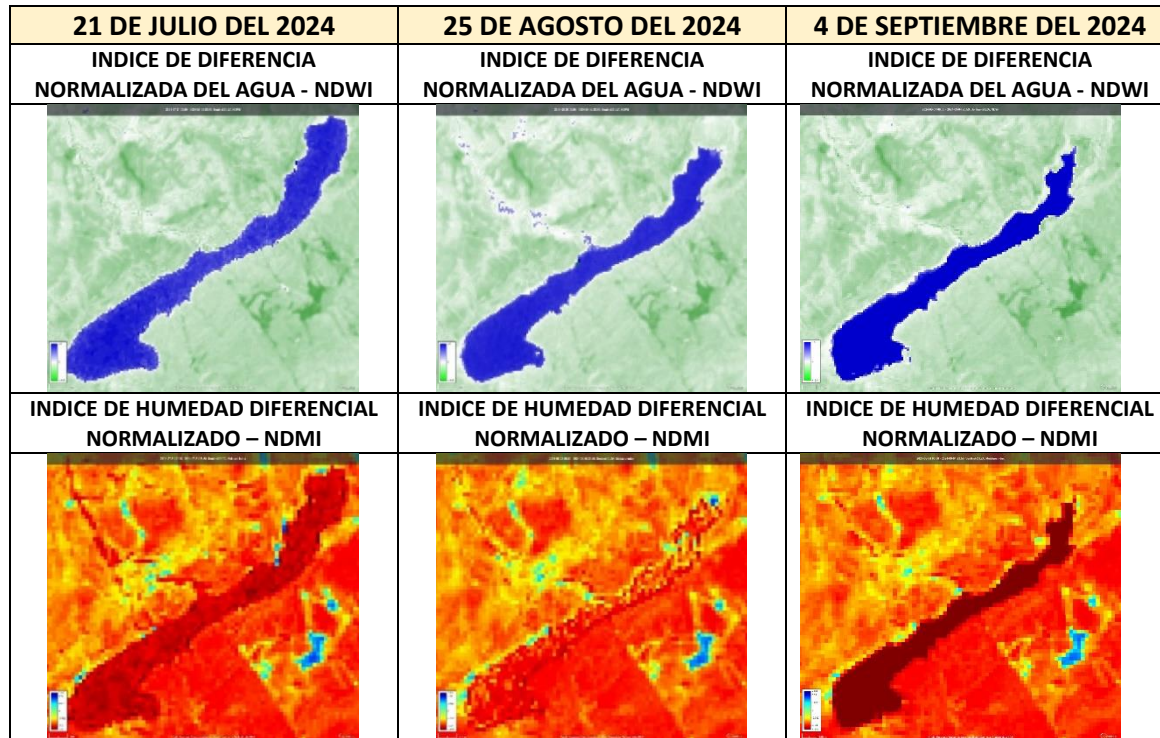 21 DE JULIO DEL 2024
25 DE AGOSTO DEL 2024
4 DE SEPTIEMBRE DEL 2024
INDICE DE DIFERENCIA
NORMALIZADA DEL AGUA - NDWI
INDICE DE DIFERENCIA
NORMALIZADA DEL AGUA - NDWI
INDICE DE DIFERENCIA
NORMALIZADA DEL AGUA - NDWI
INDICE DE HUMEDAD DIFERENCIAL
NORMALIZADO – NDMI
INDICE DE HUMEDAD DIFERENCIAL
NORMALIZADO – NDMI
INDICE DE HUMEDAD DIFERENCIAL
NORMALIZADO – NDMI